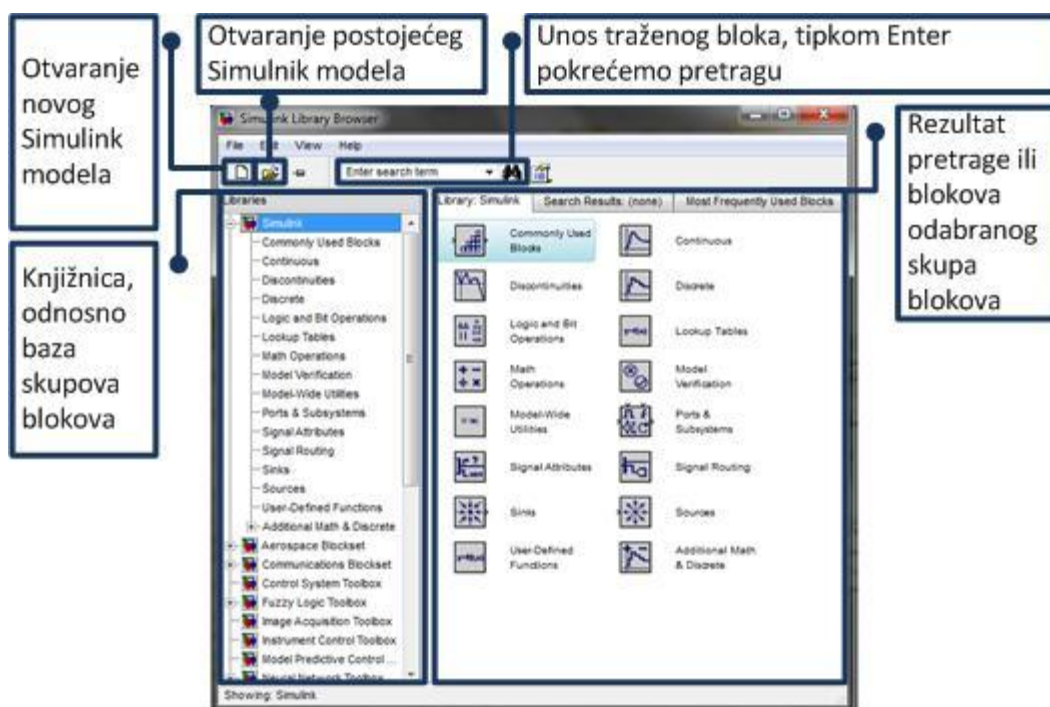 Otvaranje
novog
Simulink
modela
Otvaranje postojećeg
Simulnik modela
Unos traženog bloka, tipkom Enter
pokrećemo pretragu
Rezultat
pretrage ili
blokova
odabranog
skupa
blokova
Knjižnica,
odnosno
baza
skupova
blokova
Simulink Library Browser
File Edit View Help
Enter search term
Libraries
Simulink
Commonly Used Blocks
Continuous
Discontinuities
Discrete
Logic and Bit Operations
Lookup Tables
Math Operations
Model Verification
Model-Wide Utilities
Ports & Subsystems
Signal Attributes
Signal Routing
Sinks
Sources
User-Defined Functions
Additional Math & Discrete
Aerospace Blockset
Communications Blockset
Control System Toolbox
Fuzzy Logic Toolbox
Image Acquisition Toolbox
Instrument Control Toolbox
Model Predictive Control ...
Neural Network Toolbox
Library: Simulink Search Results: (none) Most Frequently Used Blocks
Commonly Used
Blocks
Continuous
Discontinuities
Discrete
Logic and Bit
Operations
Lookup Tables
Math
Operations
Model
Verification
Model-Wide
Utilities
Ports &
Subsystems
Signal Attributes
Signal Routing
Sinks
Sources
User-Defined
Functions
Additional Math
& Discrete
Showing: Simulink